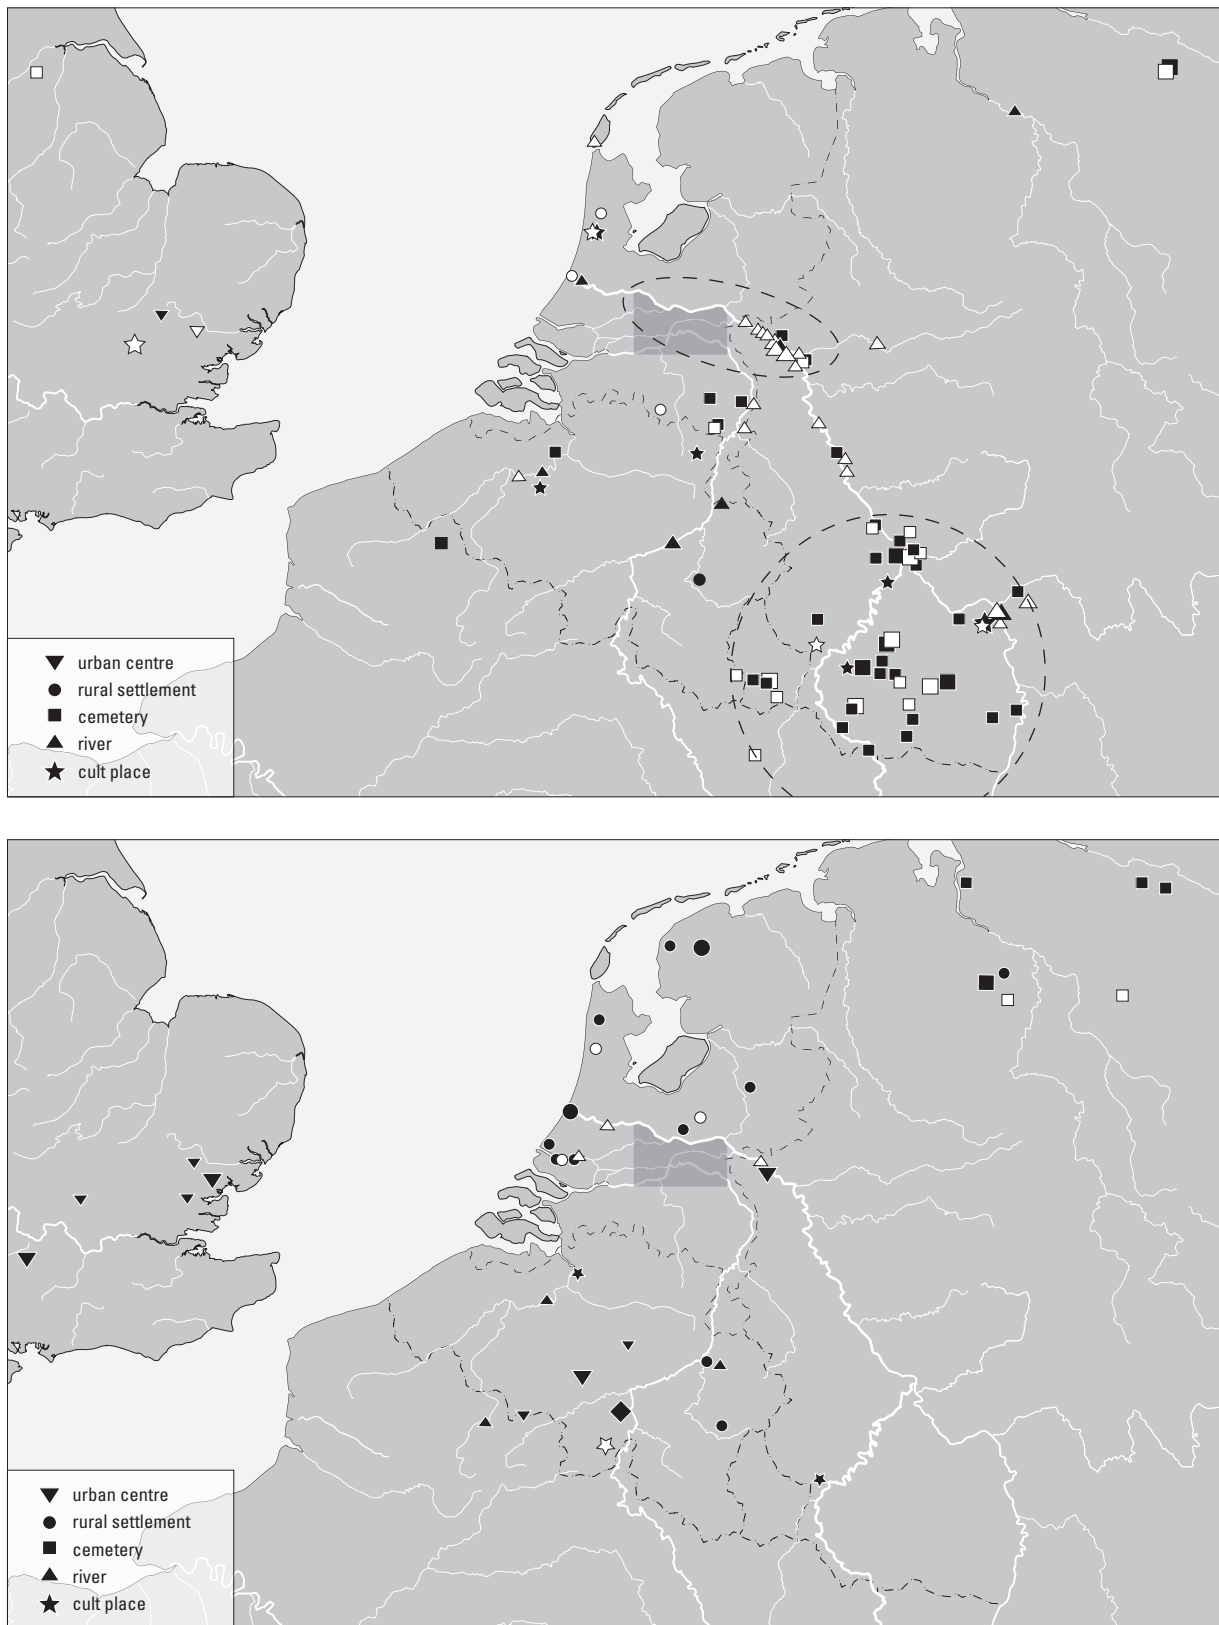 urban centre
rural settlement
cemetery
river
cult place
urban centre
rural settlement
cemetery
river
cult place